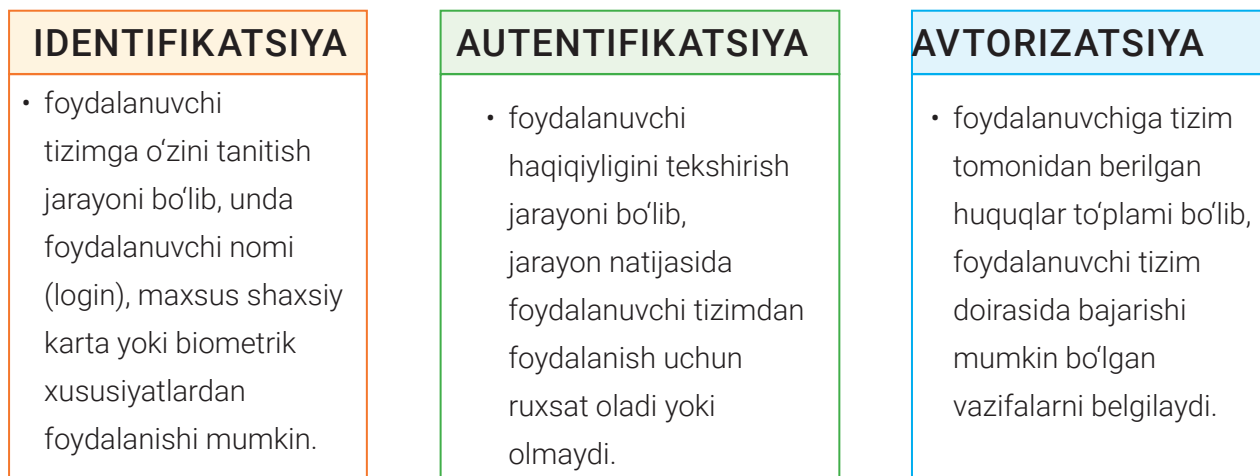 IDENTIFIKATSIYA
• foydalanuvchi
tizimga o‘zini tanitish
jarayoni bo‘lib, unda
foydalanuvchi nomi
(login), maxsus shaxsiy
karta yoki biometrik
xususiyatlardan
foydalanishi mumkin.
AUTENTIFIKATSIYA
• foydalanuvchi
haqiqiyligini tekshirish
jarayoni bo‘lib,
jarayon natijasida
foydalanuvchi tizimdan
foydalanish uchun
ruxsat oladi yoki
olmaydi.
AVTORIZATSIYA
• foydalanuvchiga tizim
tomonidan berilgan
huquqlar to‘plami bo‘lib,
foydalanuvchi tizim
doirasida bajarishi
mumkin bo‘lgan
vazifalarni belgilaydi.